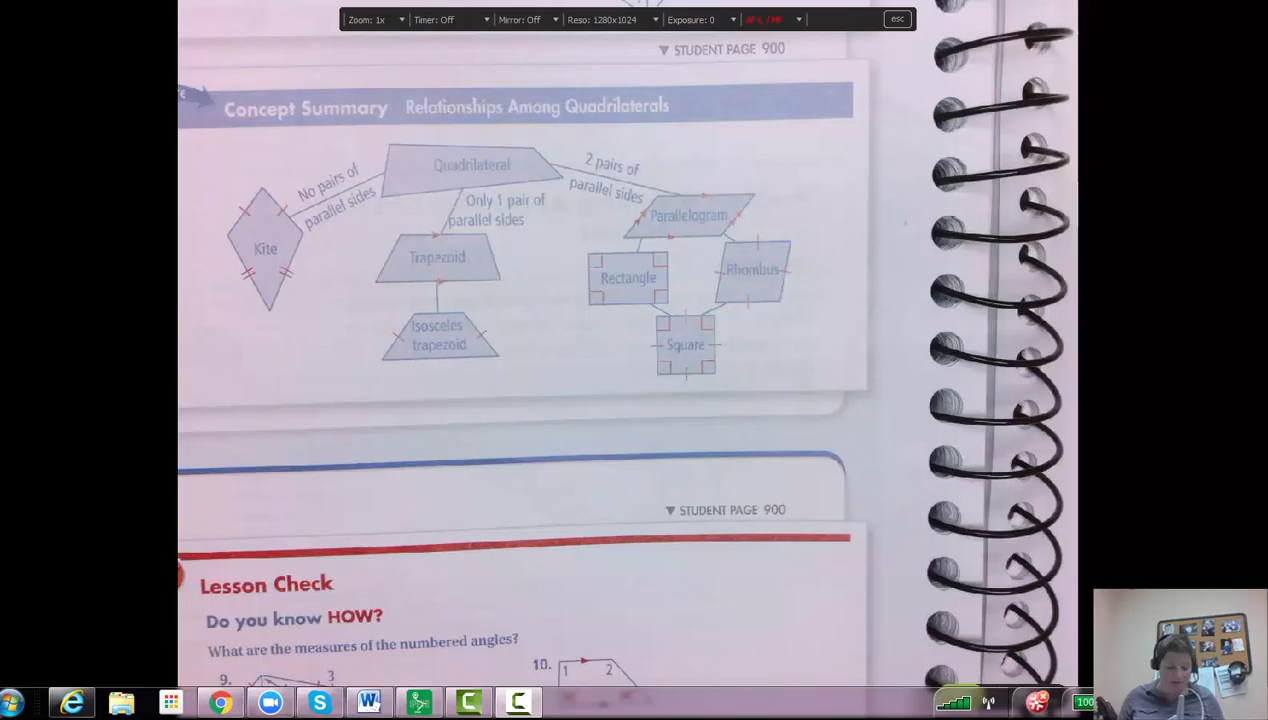 Zoom: 1x Timer: Off Mirror: Off Reso: 1280x1024 Exposure: 0 AF-L / MF esc
▼ STUDENT PAGE 900
Concept Summary Relationships Among Quadrilaterals
Quadrilateral
No pairs of
parallel sides
2 pairs of
parallel sides
Only 1 pair of
parallel sides
Kite
Trapezoid
Parallelogram
Rectangle
Rhombus
Isosceles
trapezoid
Square
▼ STUDENT PAGE 900
Lesson Check
Do you know HOW?
What are the measures of the numbered angles?
9.
3
10.
1
2
100